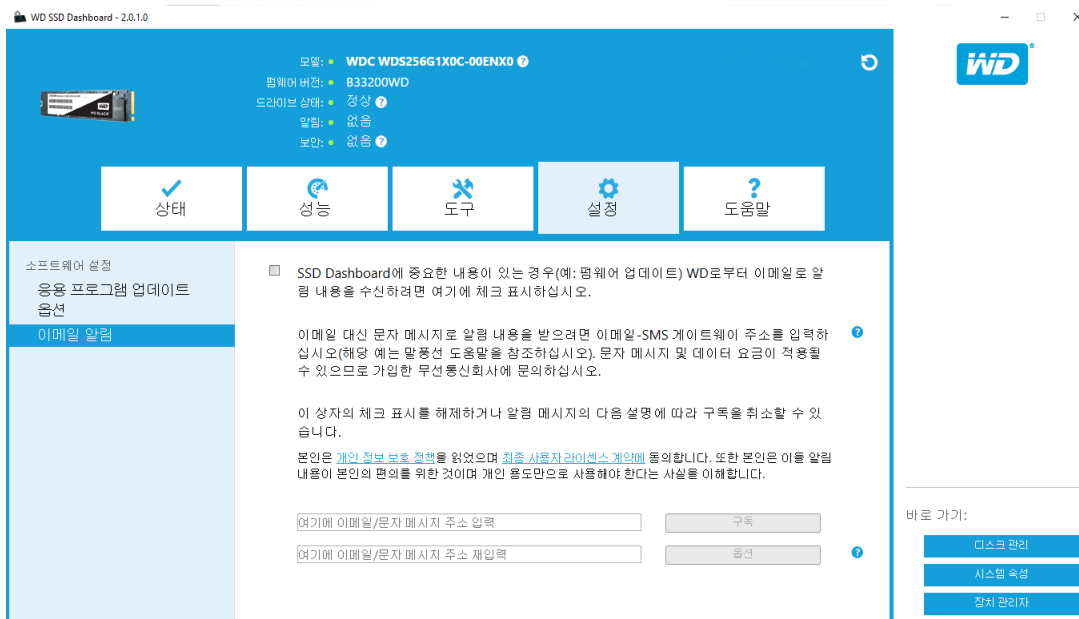 WD SSD Dashboard - 2.0.1.0
모델: WDC WDS256G1X0C-00ENX0
펌웨어 버전: B33200WD
드라이브 상태: 정상
알림: 없음
보안: 없음
WD
상태
성능
도구
설정
도움말
소프트웨어 설정
응용 프로그램 업데이트
옵션
이메일 알림
SSD Dashboard에 중요한 내용이 있는 경우(예: 펌웨어 업데이트) WD로부터 이메일로 알
림 내용을 수신하려면 여기에 체크 표시하십시오.
이메일 대신 문자 메시지로 알림 내용을 받으려면 이메일-SMS 게이트웨이 주소를 입력하
십시오(해당 예는 말풍선 도움말을 참조하십시오). 문자 메시지 및 데이터 요금이 적용될
수 있으므로 가입한 무선통신회사에 문의하십시오.
이 상자의 체크 표시를 해제하거나 알림 메시지의 다음 설명에 따라 구독을 취소할 수 있
습니다.
본인은 개인 정보 보호 정책을 읽었으며 최종 사용자 라이센스 계약에 동의합니다. 또한 본인은 이를 알림
내용이 본인의 편의를 위한 것이며 개인 용도만으로 사용해야 한다는 사실을 이해합니다.
여기에 이메일/문자 메시지 주소 입력
구독
여기에 이메일/문자 메시지 주소 재입력
옵션
바로 가기:
디스크 관리
시스템 속성
장치 관리자